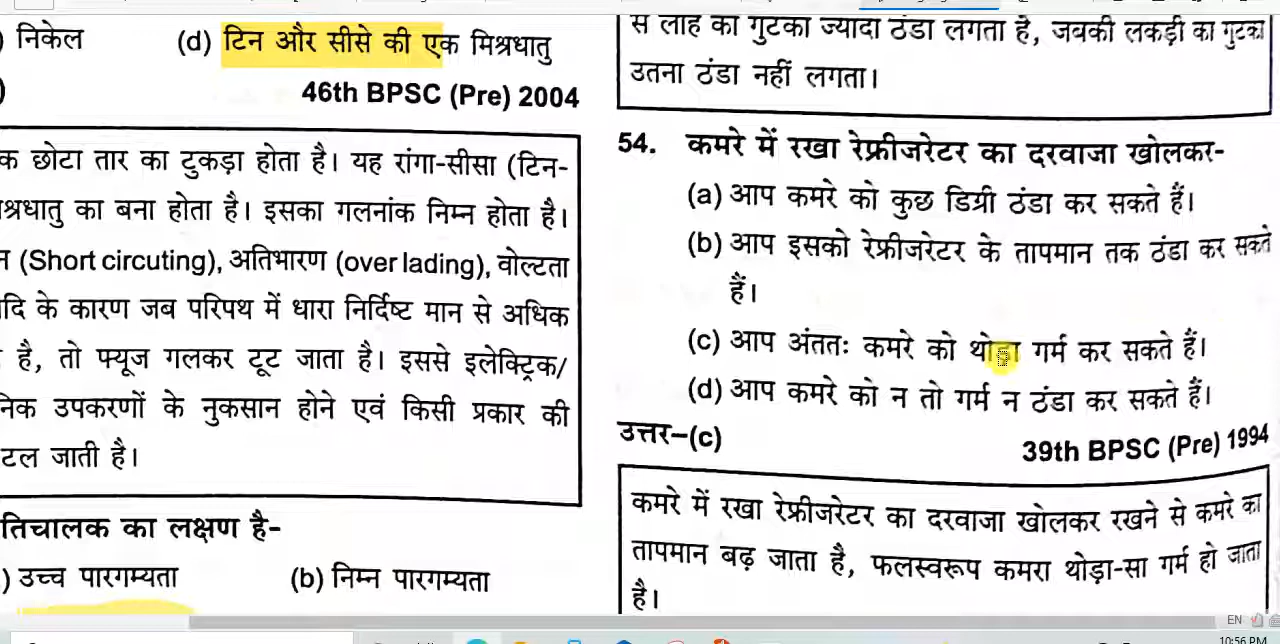 निकेल (d) टिन और सीसे की एक मिश्रधातु
46th BPSC (Pre) 2004
क छोटा तार का टुकड़ा होता है। यह रांगा-सीसा (टिन-
श्रधातु का बना होता है। इसका गलनांक निम्न होता है।
न (Short circuting), अतिभारण (over lading), वोल्टता
दि के कारण जब परिपथ में धारा निर्दिष्ट मान से अधिक
है, तो फ्यूज गलकर टूट जाता है। इससे इलेक्ट्रिक/
निक उपकरणों के नुकसान होने एवं किसी प्रकार की
टल जाती है।
तिचालक का लक्षण है-
) उच्च पारगम्यता (b) निम्न पारगम्यता
से लोहे का गुटका ज्यादा ठंडा लगता है, जबकी लकड़ी का गुटका
उतना ठंडा नहीं लगता।
54. कमरे में रखा रेफ्रीजरेटर का दरवाजा खोलकर-
(a) आप कमरे को कुछ डिग्री ठंडा कर सकते हैं।
(b) आप इसको रेफ्रीजरेटर के तापमान तक ठंडा कर सकते
हैं।
(c) आप अंततः कमरे को थोड़ा गर्म कर सकते हैं।
(d) आप कमरे को न तो गर्म न ठंडा कर सकते हैं।
उत्तर–(c)
39th BPSC (Pre) 1994
कमरे में रखा रेफ्रीजरेटर का दरवाजा खोलकर रखने से कमरे का
तापमान बढ़ जाता है, फलस्वरूप कमरा थोड़ा-सा गर्म हो जाता
है।
EN
10:56 PM